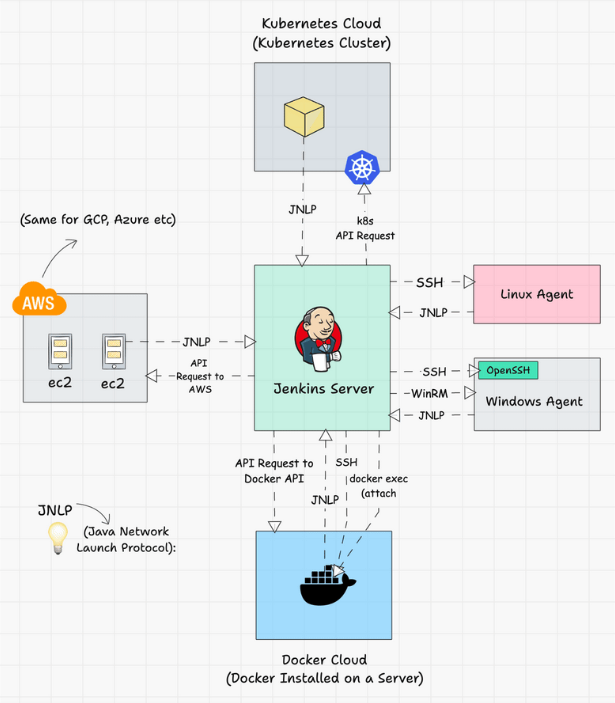 Kubernetes Cloud
(Kubernetes Cluster)
JNLP
k8s
API Request
(Same for GCP, Azure etc)
AWS
ec2
ec2
JNLP
API
Request to
AWS
Jenkins Server
SSH
JNLP
Linux Agent
SSH
WinRM
JNLP
OpenSSH
Windows Agent
API Request to
Docker API
SSH
JNLP
docker exec
(attach
JNLP
(Java Network
Launch Protocol):
Docker Cloud
(Docker Installed on a Server)